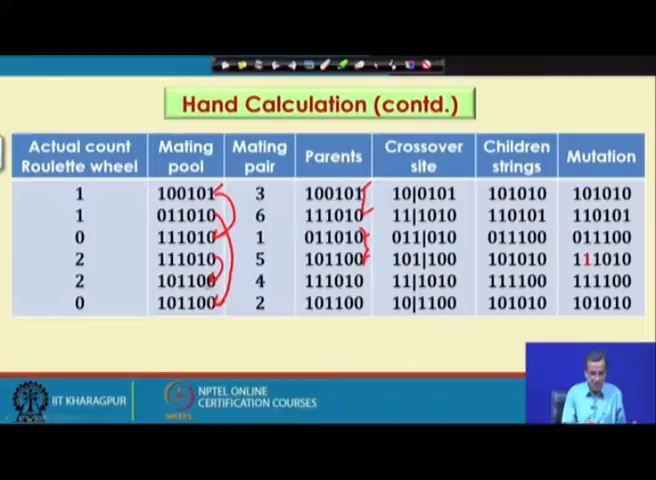 Hand Calculation (contd.)
Actual count Roulette wheel Mating pool Mating pair Parents Crossover site Children strings Mutation
1 100101 3 100101 10|0101 101010 101010
1 011010 6 111010 11|1010 110101 110101
0 111010 1 011010 011|010 011100 011100
2 111010 5 101100 101|100 101010 111010
2 101100 4 111010 11|1010 111100 111100
0 101100 2 101100 10|1100 101010 101010
IIT KHARAGPUR
NPTEL ONLINE
CERTIFICATION COURSES